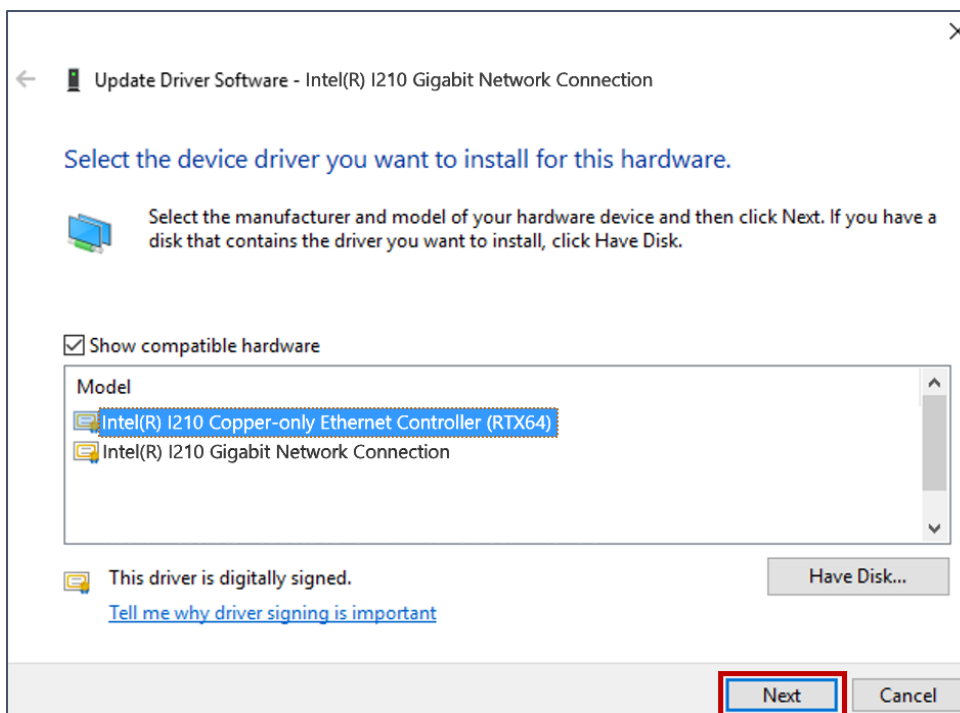 Update Driver Software - Intel(R) I210 Gigabit Network Connection
Select the device driver you want to install for this hardware.
Select the manufacturer and model of your hardware device and then click Next. If you have a
disk that contains the driver you want to install, click Have Disk.
Show compatible hardware
Model
Intel(R) I210 Copper-only Ethernet Controller (RTX64)
Intel(R) I210 Gigabit Network Connection
This driver is digitally signed.
Have Disk...
Tell me why driver signing is important
Next
Cancel